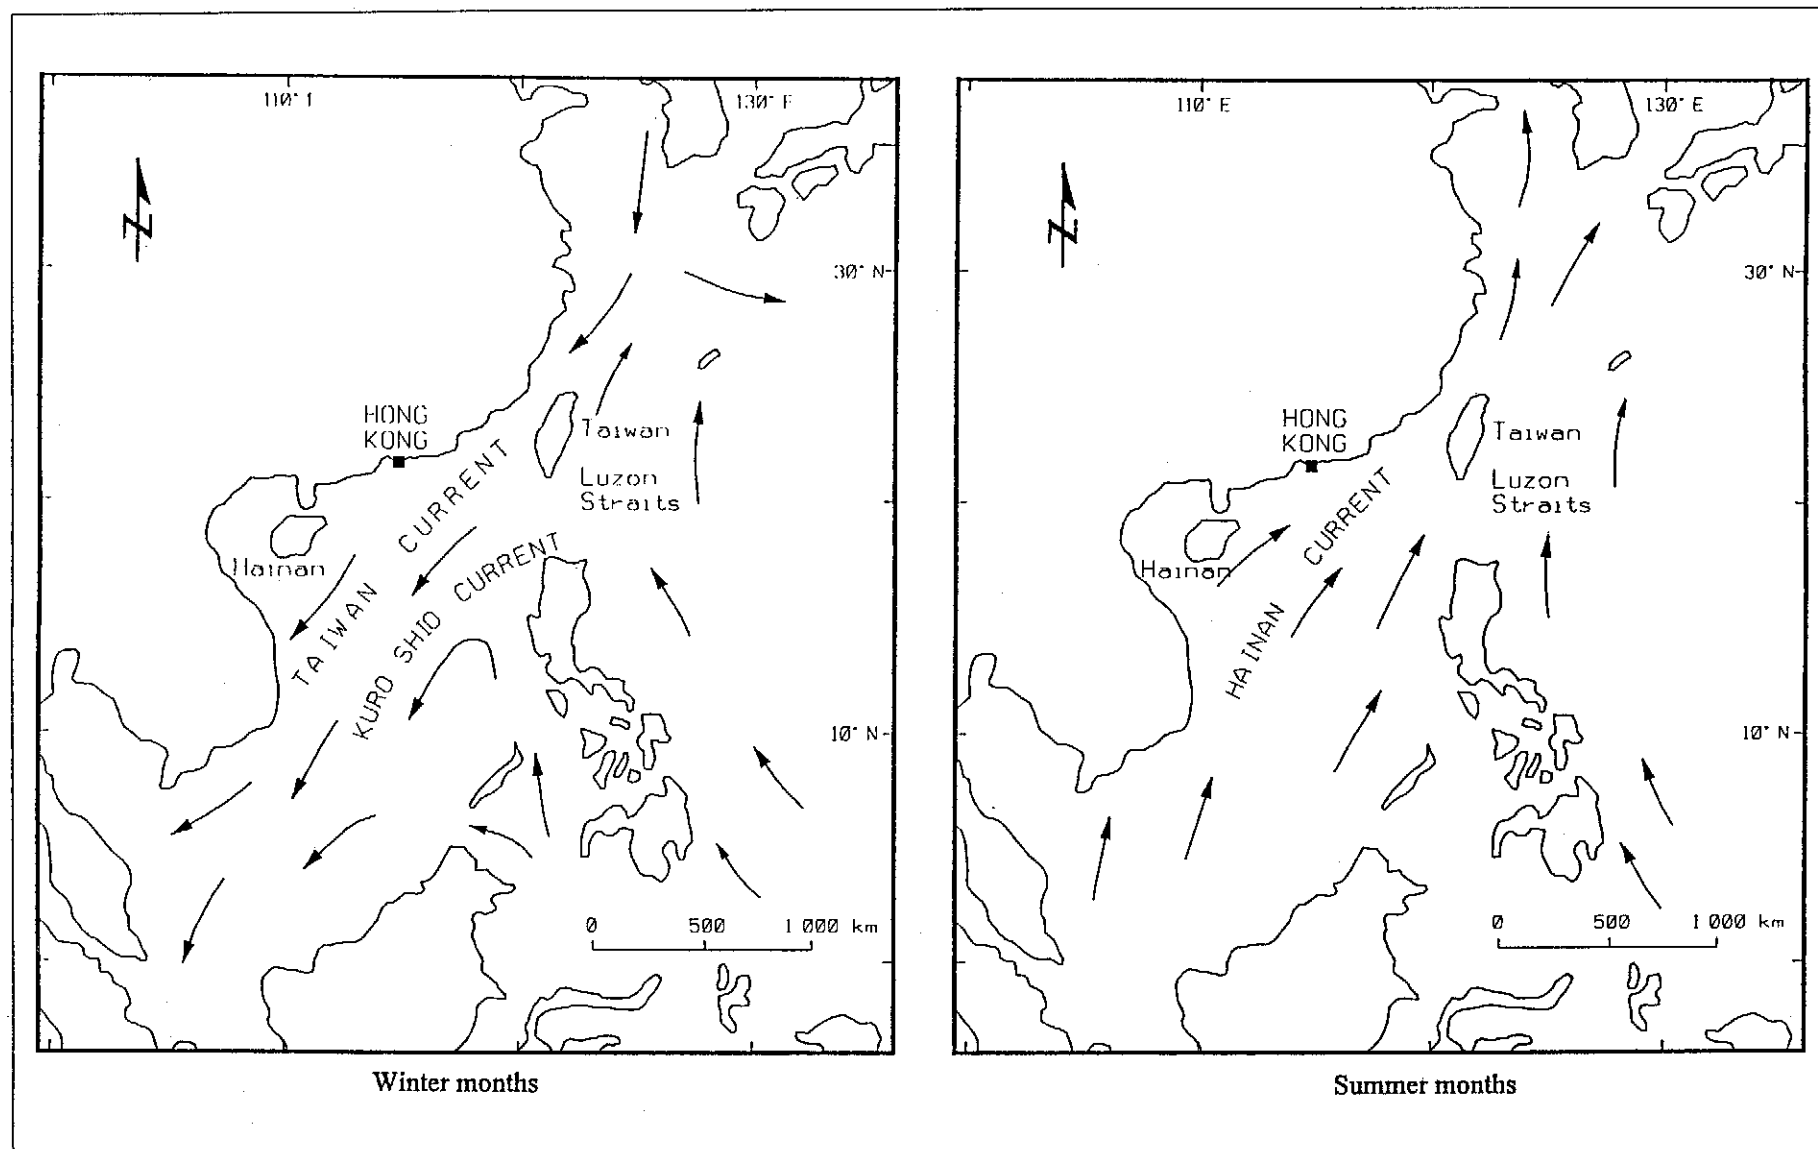 110° E
130° E
N
30° N
HONG
KONG
Taiwan
Luzon
Straits
Hainan
TAIWAN CURRENT
KURO SHIO CURRENT
10° N
0 500 1 000 km
Winter months
110° E
130° E
N
30° N
HONG
KONG
Taiwan
Luzon
Straits
Hainan
HAINAN CURRENT
10° N
0 500 1 000 km
Summer months